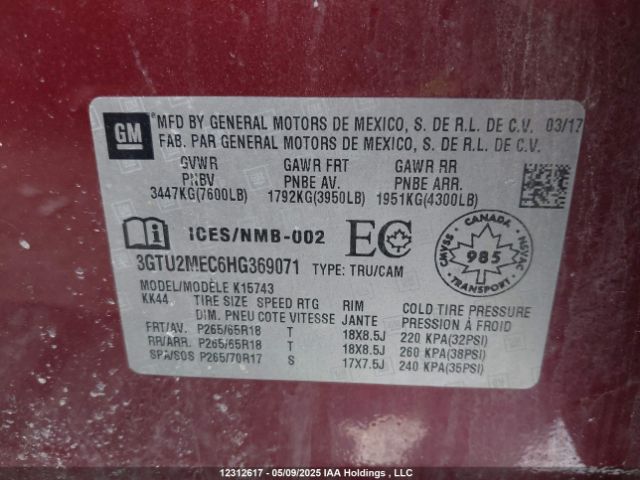 GM
*MFD BY GENERAL MOTORS DE MEXICO, S. DE R.L. DE C.V. 03/17
FAB. PAR GENERAL MOTORS DE MEXICO, S. DE R.L. DE C.V.
GVWR GAWR FRT GAWR RR
PNBV PNBE AV. PNBE ARR.
3447KG(7600LB) 1792KG(3950LB) 1951KG(4300LB)
ICES/NMB-002 EC
CANADA CMVSS 985 NSVAC TRANSPORT
3GTU2MEC6HG369071 TYPE: TRU/CAM
MODEL/MODÈLE K15743
KK44 TIRE SIZE SPEED RTG RIM COLD TIRE PRESSURE
DIM. PNEU COTE VITESSE JANTE PRESSION À FROID
FRT/AV. P265/65R18 T 18X8.5J 220 KPA(32PSI)
RR/ARR. P265/65R18 T 18X8.5J 260 KPA(38PSI)
SPA/SOS P265/70R17 S 17X7.5J 240 KPA(35PSI)
12312617 - 05/09/2025 IAA Holdings , LLC